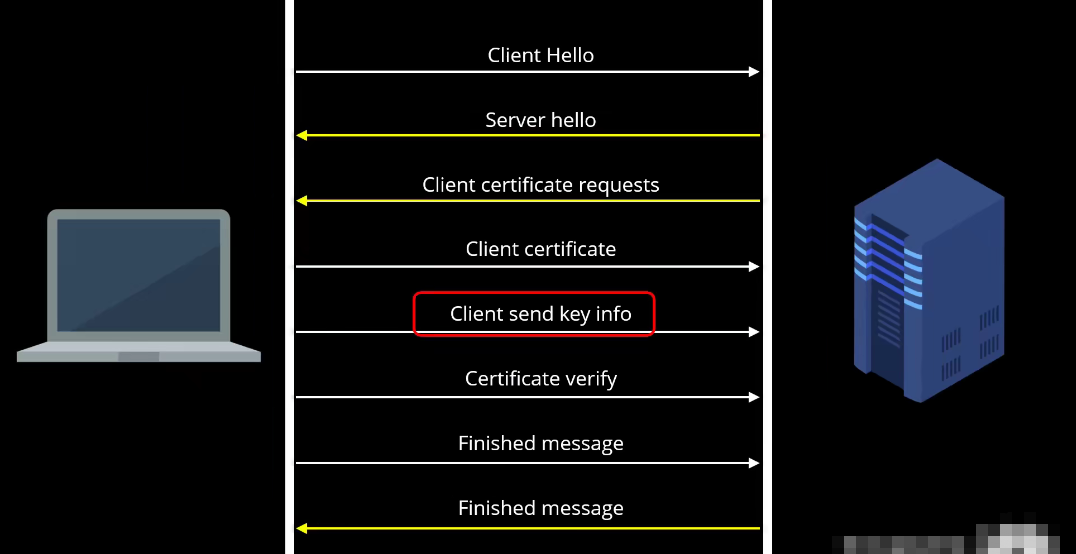 Client Hello
Server hello
Client certificate requests
Client certificate
Client send key info
Certificate verify
Finished message
Finished message